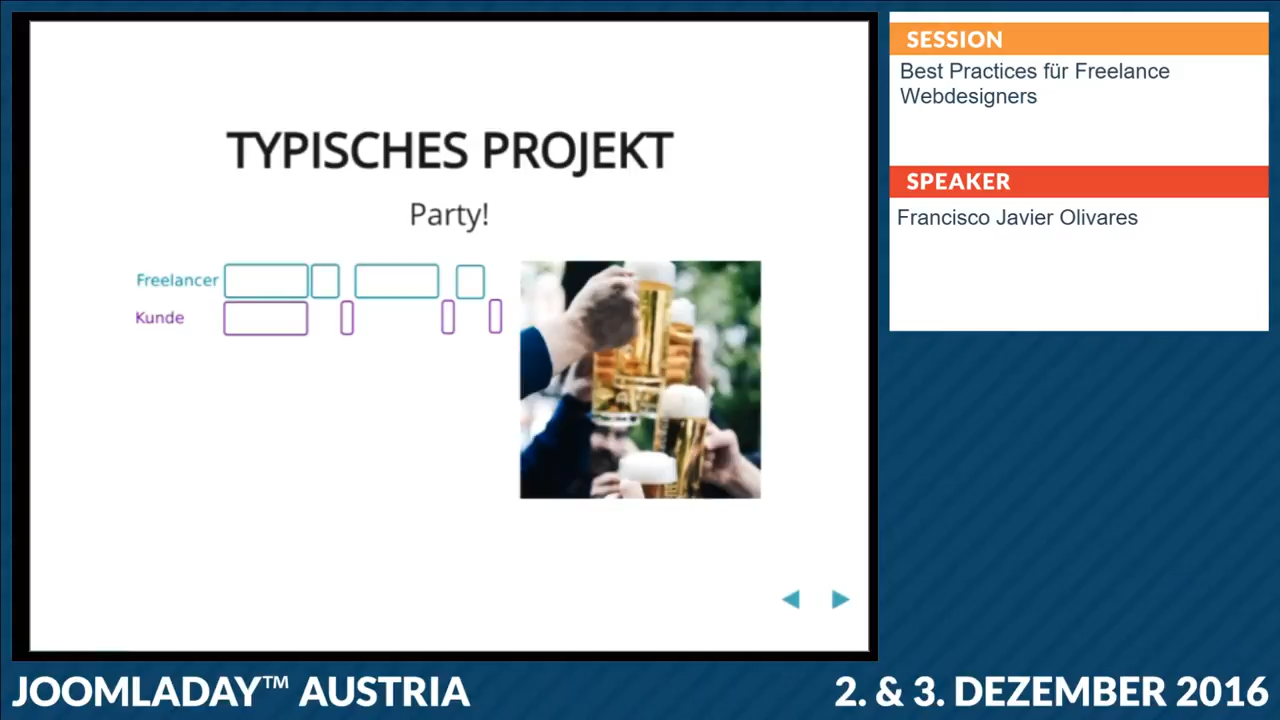 TYPISCHES PROJEKT
Party!
Freelancer
Kunde
SESSION
Best Practices für Freelance
Webdesigners
SPEAKER
Francisco Javier Olivares
JOOMLADAY™ AUSTRIA
2. & 3. DEZEMBER 2016